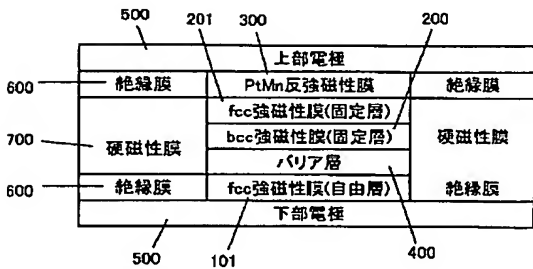 500
201
300
200
上部電極
600
絶縁膜
PtMn反強磁性膜
絶縁膜
fcc強磁性膜(固定層)
700
硬磁性膜
bcc強磁性膜(固定層)
硬磁性膜
バリア層
600
絶縁膜
fcc強磁性膜(自由層)
絶縁膜
下部電極
500
101
400